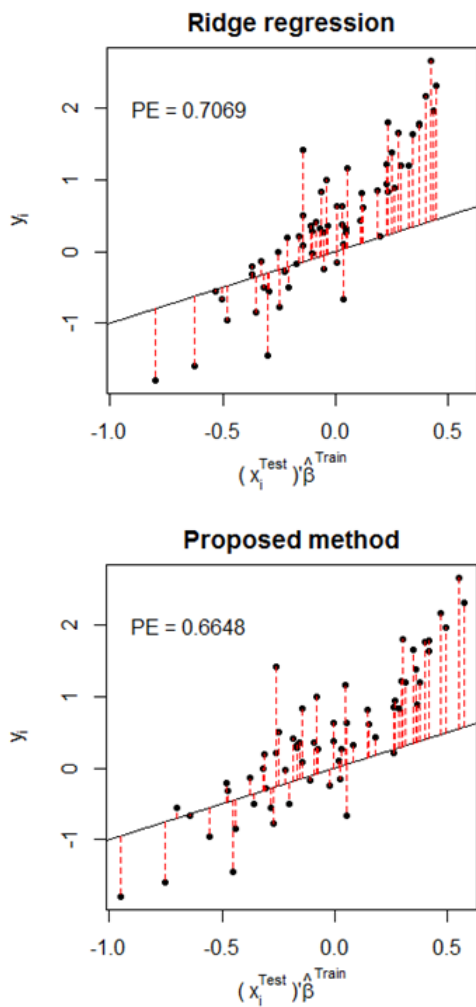 Ridge regression
PE = 0.7069
y_i
2
1
0
-1
-1.0 -0.5 0.0 0.5
(x_i^Test)'β̂^Train
Proposed method
PE = 0.6648
y_i
2
1
0
-1
-1.0 -0.5 0.0 0.5
(x_i^Test)'β̂^Train